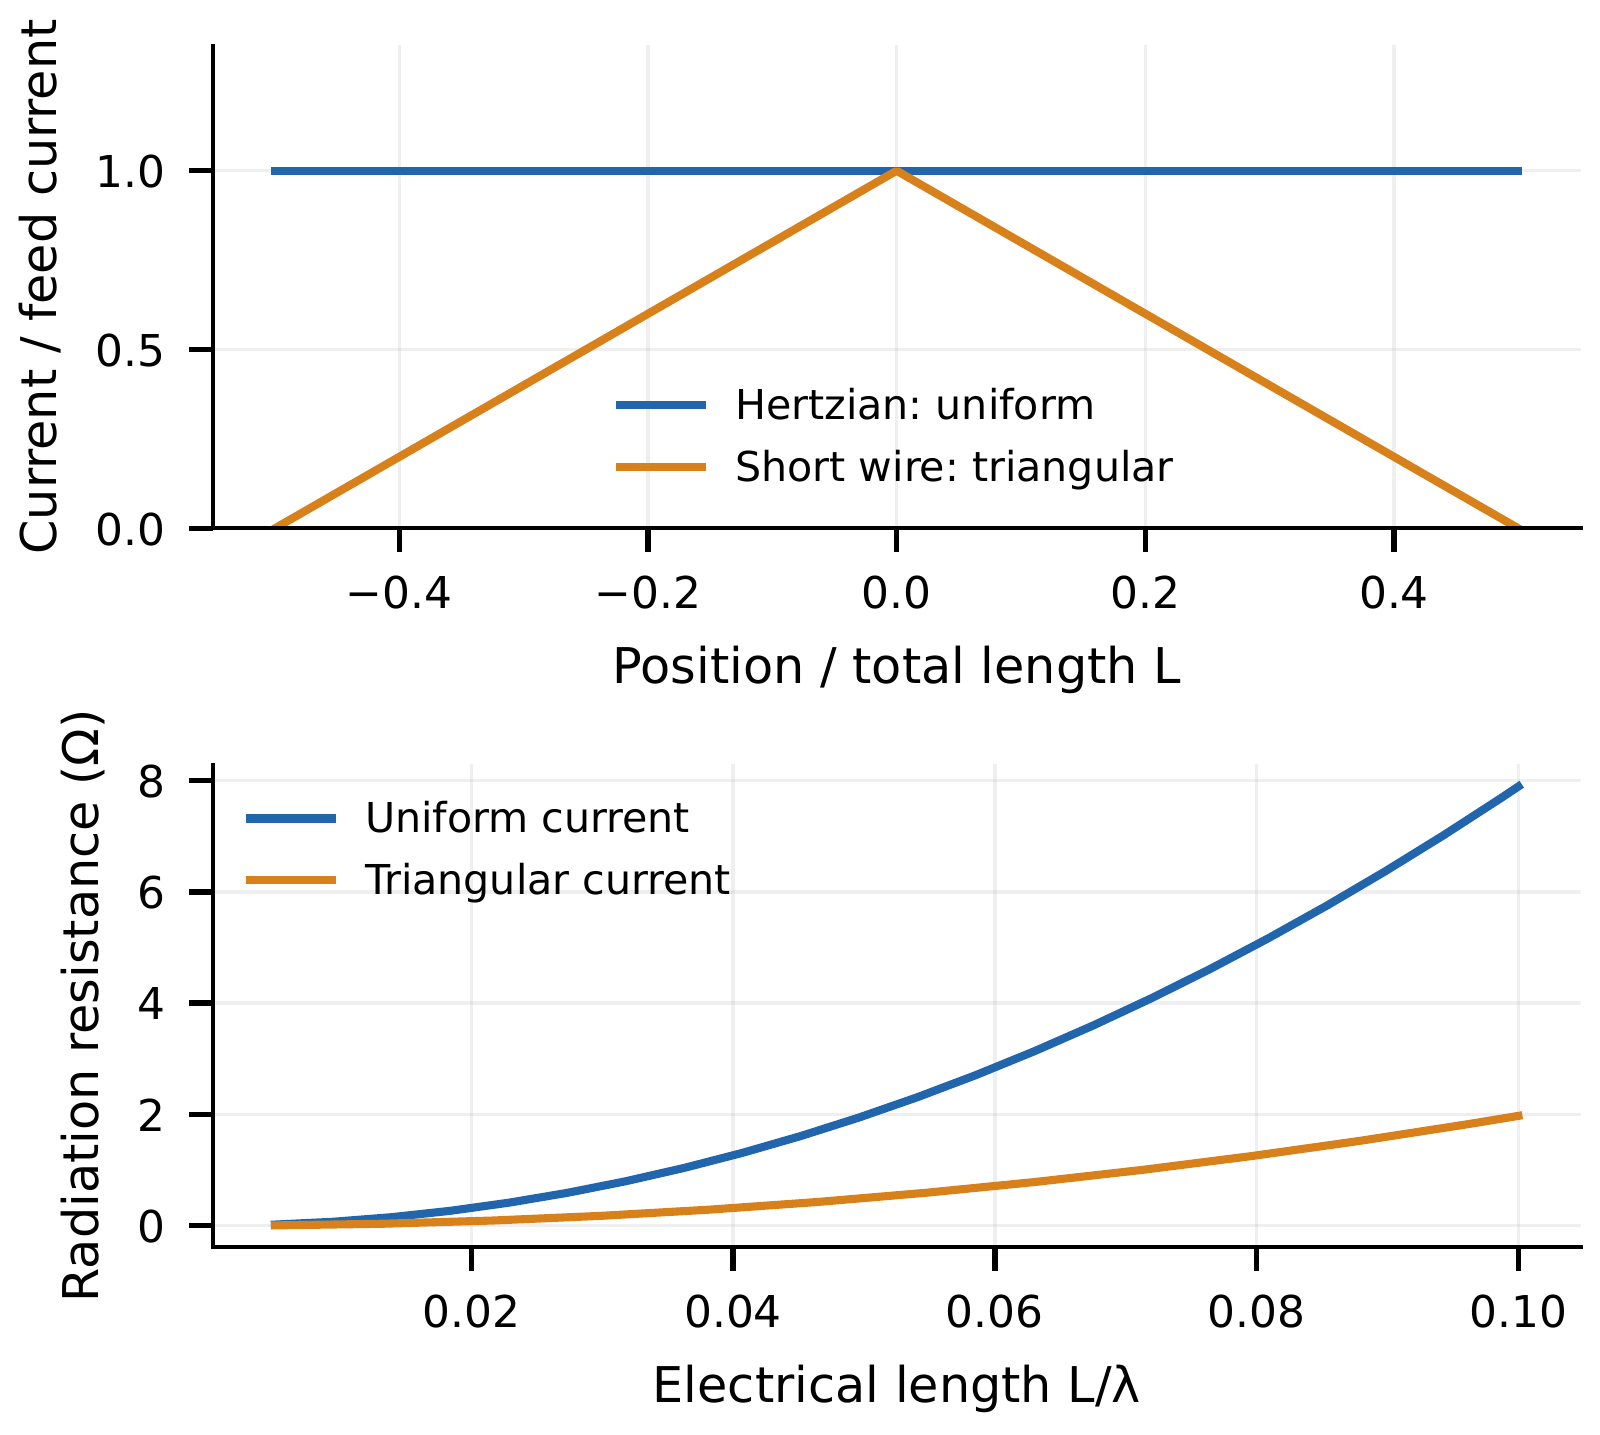 Current / feed current
1.0
0.5
0.0
Hertzian: uniform
Short wire: triangular
−0.4 −0.2 0.0 0.2 0.4
Position / total length L
Radiation resistance (Ω)
8
6
4
2
0
Uniform current
Triangular current
0.02 0.04 0.06 0.08 0.10
Electrical length L/λ